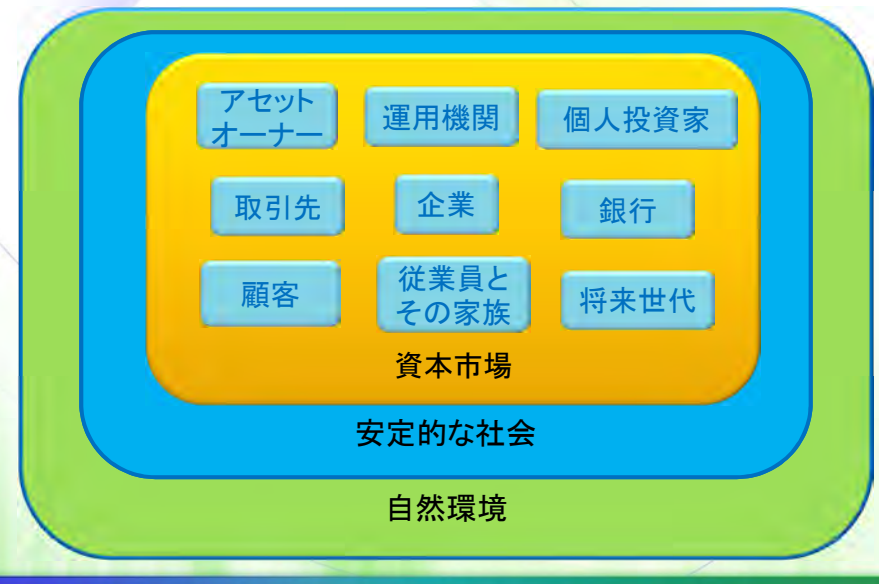 アセット
オーナー
運用機関
個人投資家
取引先
企業
銀行
顧客
従業員と
その家族
将来世代
資本市場
安定的な社会
自然環境